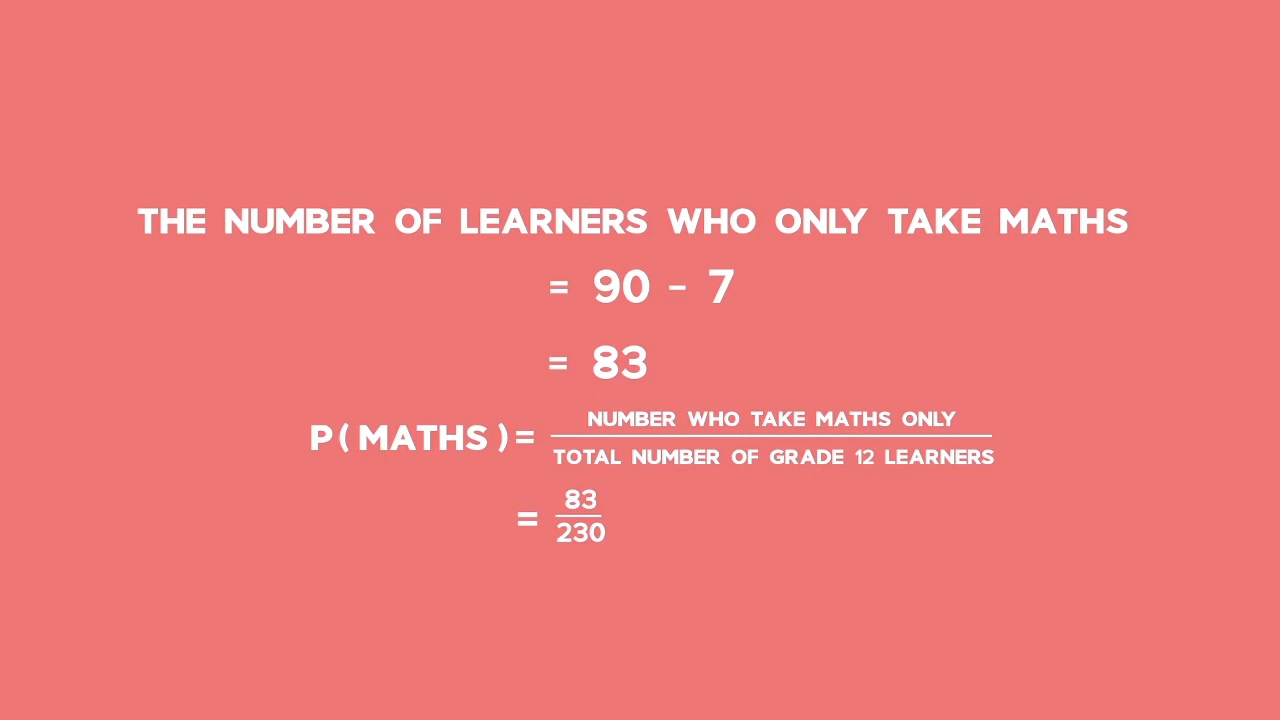 THE NUMBER OF LEARNERS WHO ONLY TAKE MATHS
= 90 - 7
= 83
P(MATHS) = NUMBER WHO TAKE MATHS ONLY
TOTAL NUMBER OF GRADE 12 LEARNERS
= 83
230